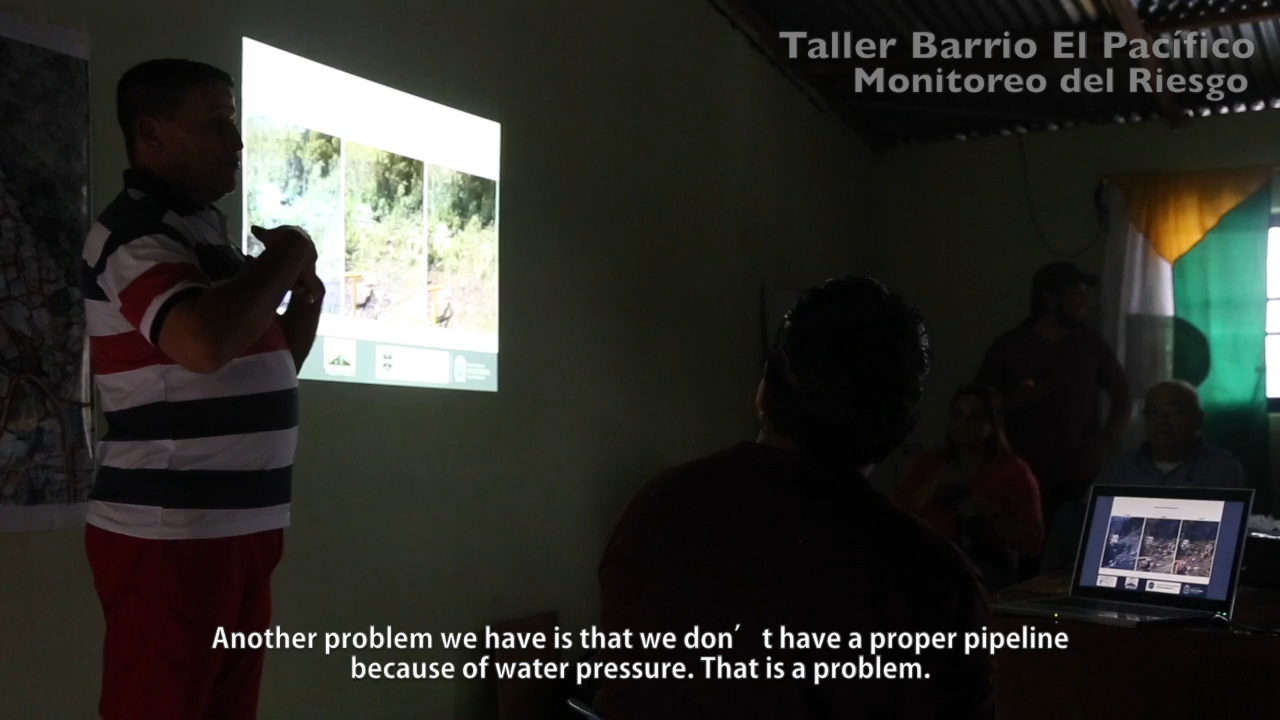 Taller Barrio El Pacífico
Monitoreo del Riesgo
Another problem we have is that we don´ t have a proper pipeline
because of water pressure. That is a problem.